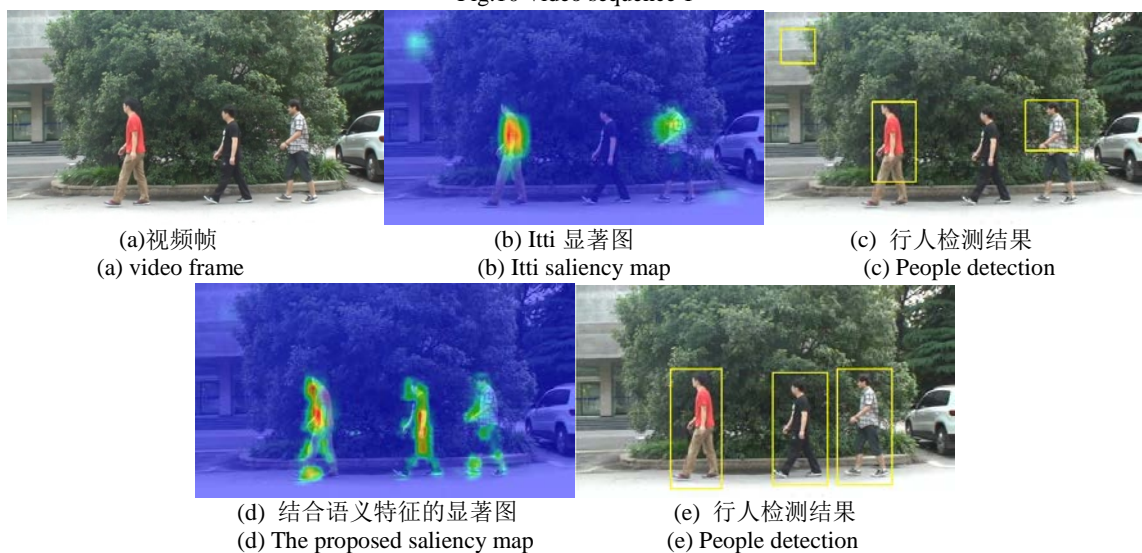 (a)视频帧
(b) Itti 显著图
(c) 行人检测结果
(a) video frame
(b) Itti saliency map
(c) People detection
(d) 结合语义特征的显著图
(e) 行人检测结果
(d) The proposed saliency map
(e) People detection